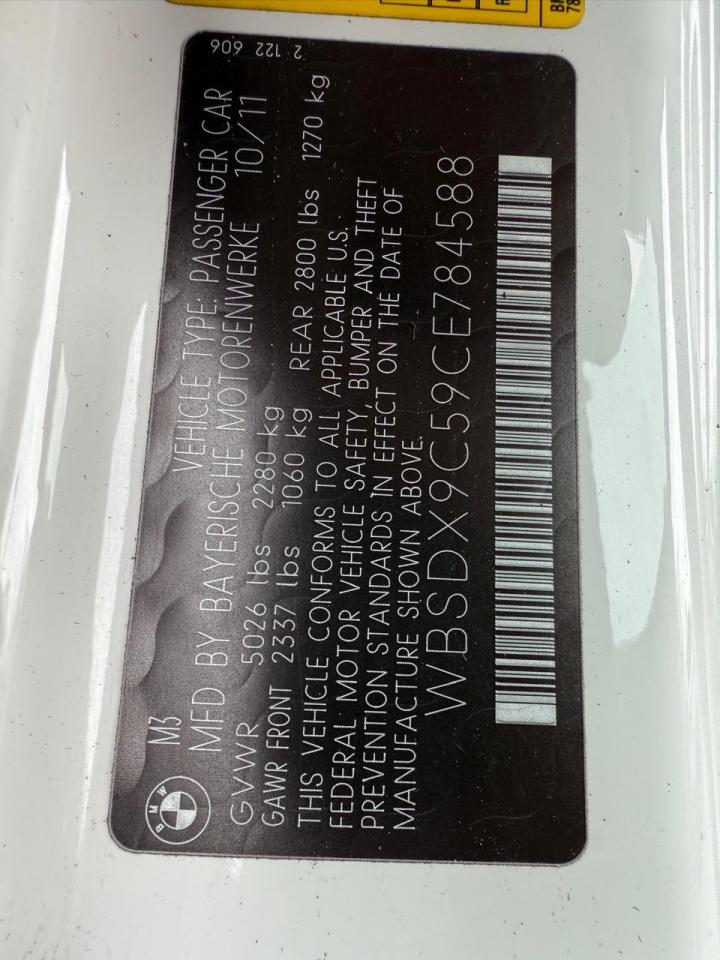 BMW
M3
VEHICLE TYPE: PASSENGER CAR
MFD BY BAYERISCHE MOTORENWERKE 10/11
GVWR 5026 lbs 2280 kg
GAWR FRONT 2337 lbs 1060 kg REAR 2800 lbs 1270 kg
THIS VEHICLE CONFORMS TO ALL APPLICABLE U.S.
FEDERAL MOTOR VEHICLE SAFETY, BUMPER AND THEFT
PREVENTION STANDARDS IN EFFECT ON THE DATE OF
MANUFACTURE SHOWN ABOVE.
WBSDX9C59CE784588
2 122 606